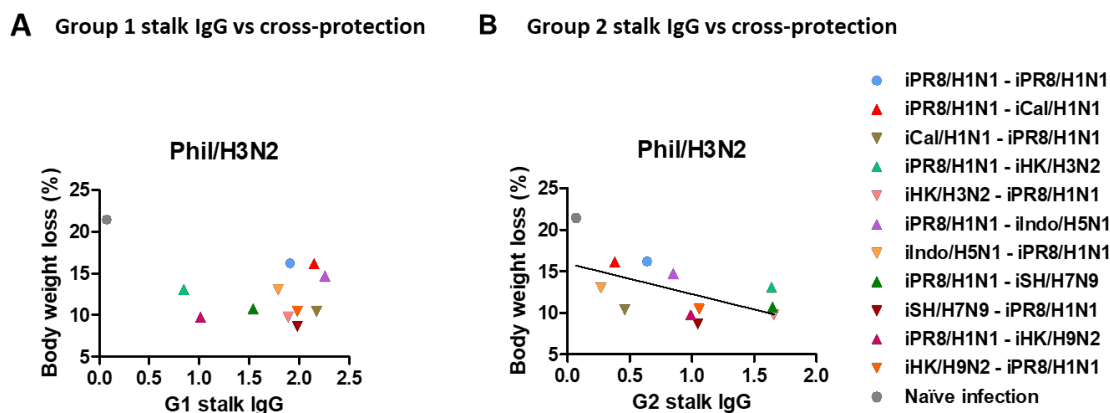 A Group 1 stalk IgG vs cross-protection
B Group 2 stalk IgG vs cross-protection
Phil/H3N2
Body weight loss (%)
25
20
15
10
5
0.0 0.5 1.0 1.5 2.0 2.5
G1 stalk IgG
Phil/H3N2
Body weight loss (%)
25
20
15
10
5
0.0 0.5 1.0 1.5 2.0
G2 stalk IgG
iPR8/H1N1 - iPR8/H1N1
iPR8/H1N1 - iCal/H1N1
iCal/H1N1 - iPR8/H1N1
iPR8/H1N1 - iHK/H3N2
iHK/H3N2 - iPR8/H1N1
iPR8/H1N1 - iIndo/H5N1
iIndo/H5N1 - iPR8/H1N1
iPR8/H1N1 - iSH/H7N9
iSH/H7N9 - iPR8/H1N1
iPR8/H1N1 - iHK/H9N2
iHK/H9N2 - iPR8/H1N1
Naïve infection